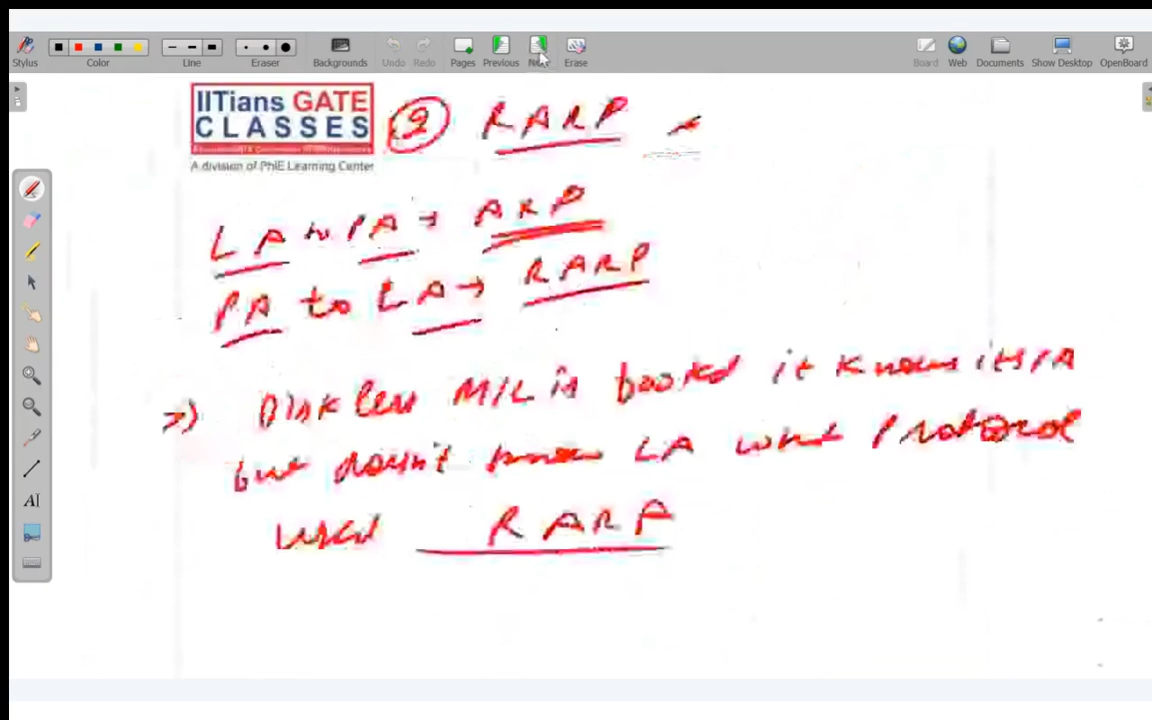 Stylus
Color
Line
Eraser
Backgrounds
Undo
Redo
Pages
Previous
Next
Erase
Board
Web
Documents
Show Desktop
OpenBoard
IITians GATE
CLASSES
A division of PhIE Learning Center
2 RARP
LA to PA → ARP
PA to LA → RARP
=> Diskless M/C is booted it knows its PA
but doesn't knows LA what Protocol
used RARP